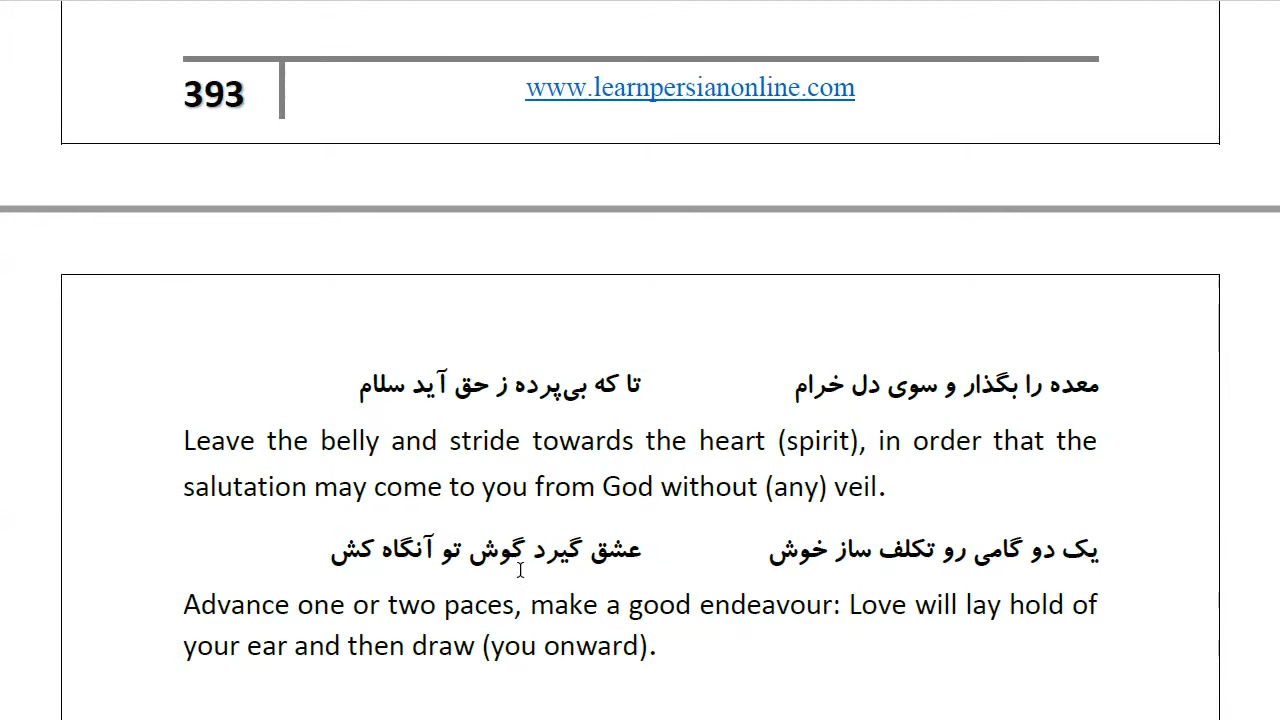 393
www.learnpersianonline.com
معده را بگذار و سوی دل خرام تا که بی‌پرده ز حق آید سلام
Leave the belly and stride towards the heart (spirit), in order that the
salutation may come to you from God without (any) veil.
یک دو گامی رو تکلف ساز خوش عشق گیرد گوش تو آنگاه کش
Advance one or two paces, make a good endeavour: Love will lay hold of
your ear and then draw (you onward).